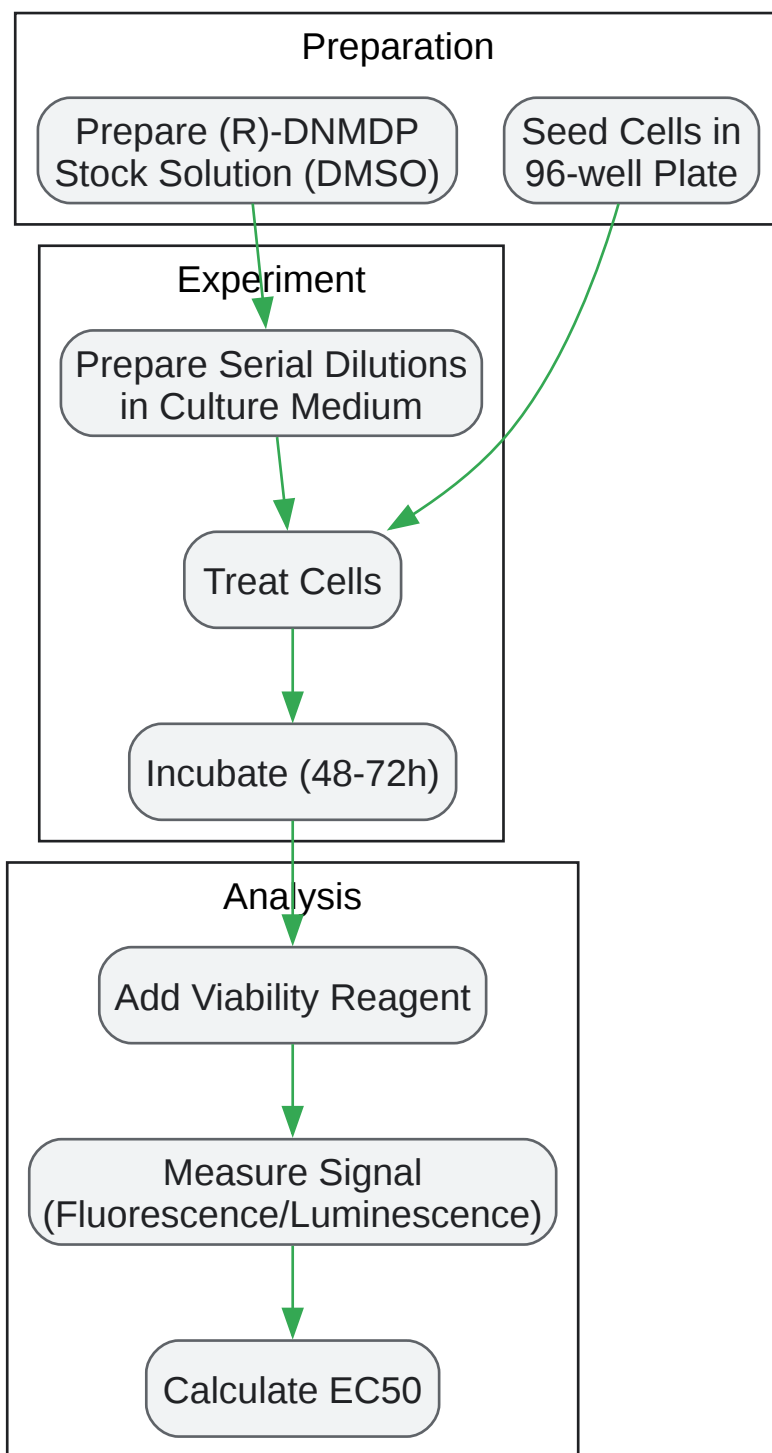 Preparation
Prepare (R)-DNMDP
Stock Solution (DMSO)
Seed Cells in
96-well Plate
Experiment
Prepare Serial Dilutions
in Culture Medium
Treat Cells
Incubate (48-72h)
Analysis
Add Viability Reagent
Measure Signal
(Fluorescence/Luminescence)
Calculate EC50